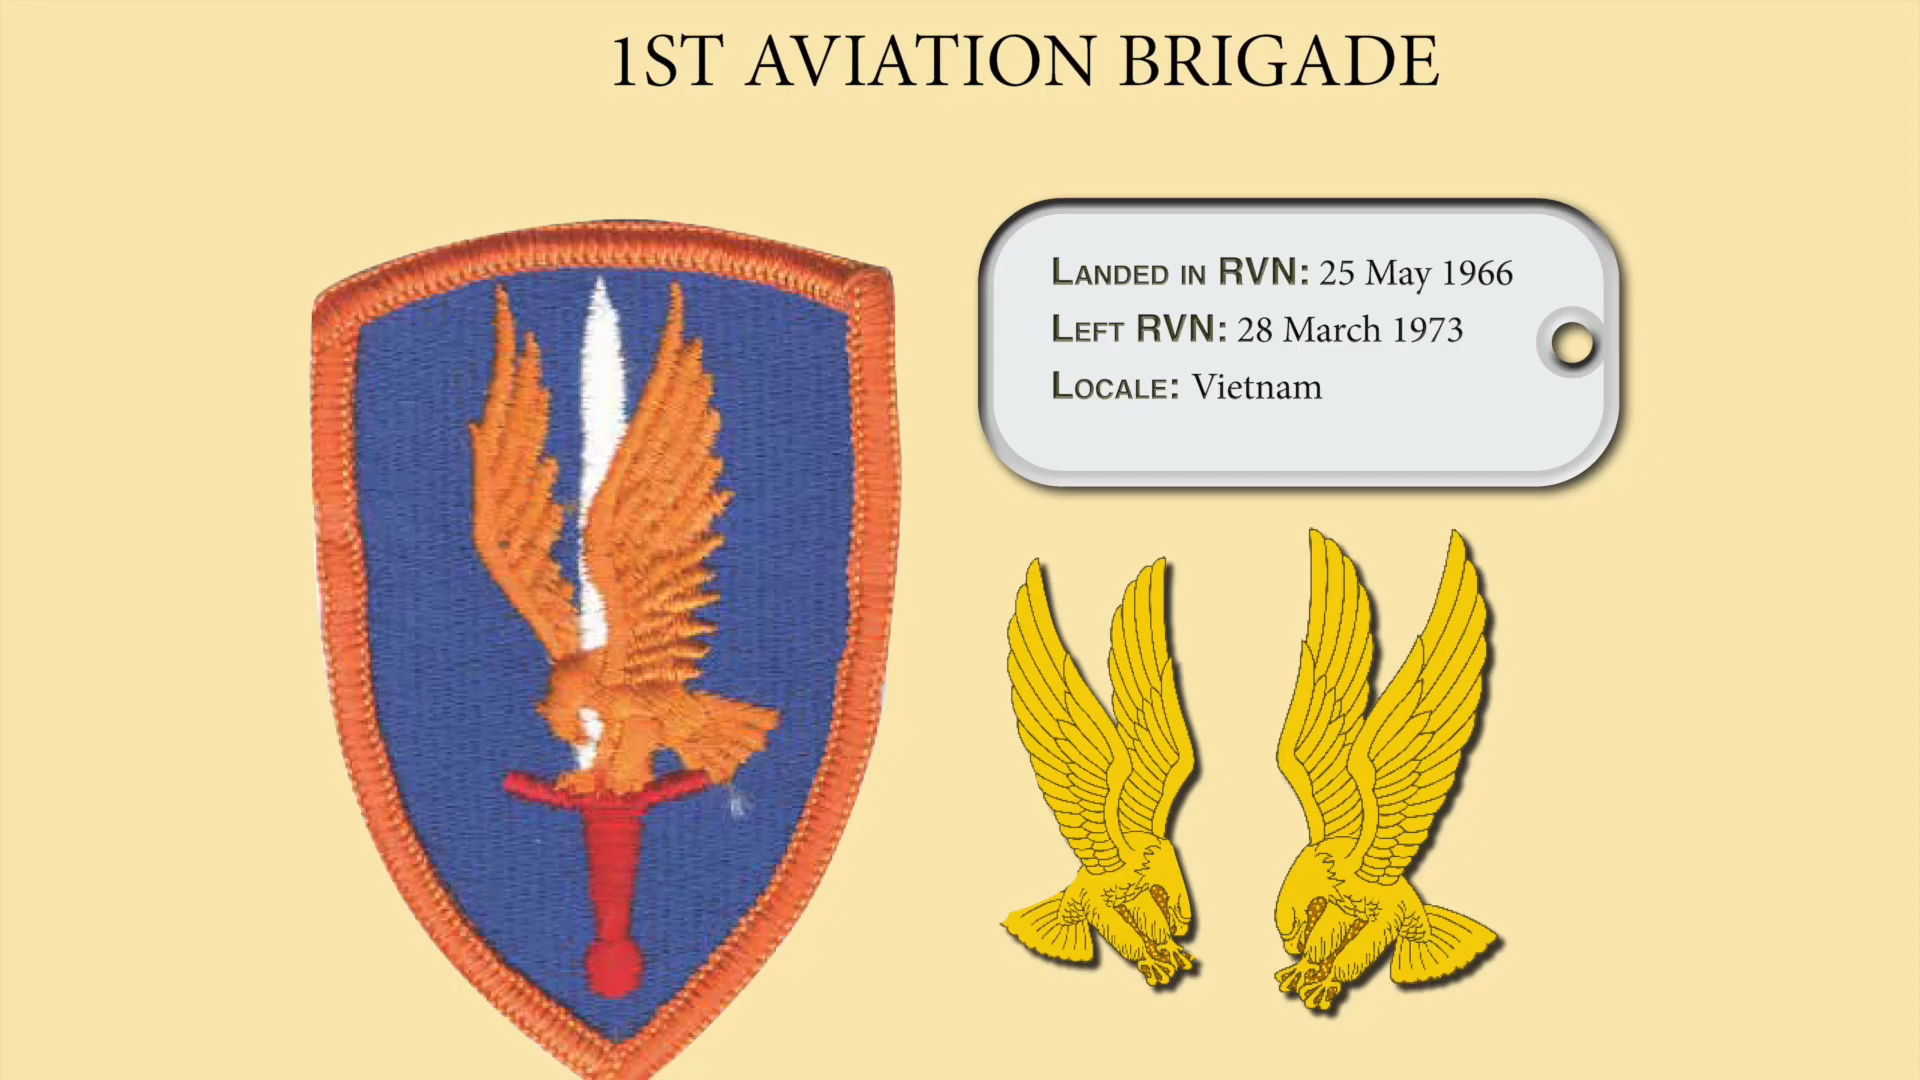 1ST AVIATION BRIGADE
LANDED IN RVN: 25 May 1966
LEFT RVN: 28 March 1973
LOCALE: Vietnam